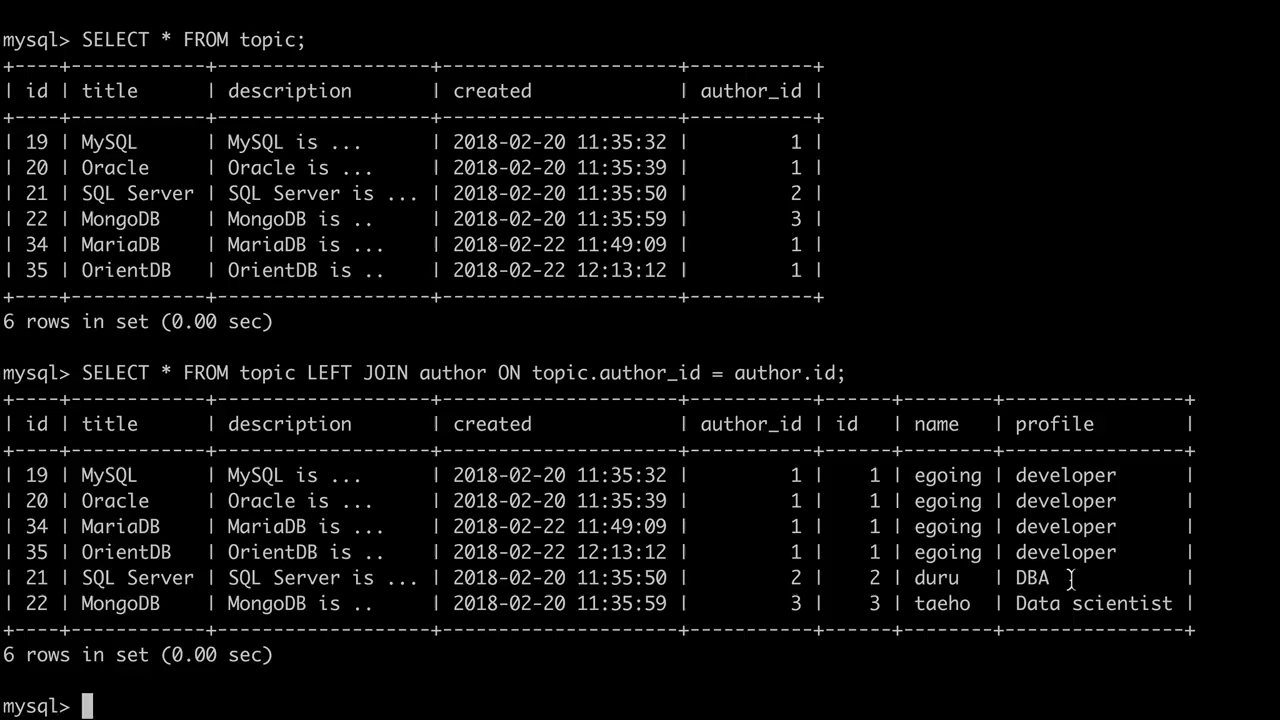 mysql> SELECT * FROM topic;
+----+------------+-------------------+---------------------+-----------+
| id | title      | description       | created             | author_id |
+----+------------+-------------------+---------------------+-----------+
| 19 | MySQL      | MySQL is ...      | 2018-02-20 11:35:32 |         1 |
| 20 | Oracle     | Oracle is ...     | 2018-02-20 11:35:39 |         1 |
| 21 | SQL Server | SQL Server is ... | 2018-02-20 11:35:50 |         2 |
| 22 | MongoDB    | MongoDB is ..     | 2018-02-20 11:35:59 |         3 |
| 34 | MariaDB    | MariaDB is ...    | 2018-02-22 11:49:09 |         1 |
| 35 | OrientDB   | OrientDB is ..    | 2018-02-22 12:13:12 |         1 |
+----+------------+-------------------+---------------------+-----------+
6 rows in set (0.00 sec)
mysql> SELECT * FROM topic LEFT JOIN author ON topic.author_id = author.id;
+----+------------+-------------------+---------------------+-----------+------+--------+----------------+
| id | title      | description       | created             | author_id | id   | name   | profile        |
+----+------------+-------------------+---------------------+-----------+------+--------+----------------+
| 19 | MySQL      | MySQL is ...      | 2018-02-20 11:35:32 |         1 |    1 | egoing | developer      |
| 20 | Oracle     | Oracle is ...     | 2018-02-20 11:35:39 |         1 |    1 | egoing | developer      |
| 34 | MariaDB    | MariaDB is ...    | 2018-02-22 11:49:09 |         1 |    1 | egoing | developer      |
| 35 | OrientDB   | OrientDB is ..    | 2018-02-22 12:13:12 |         1 |    1 | egoing | developer      |
| 21 | SQL Server | SQL Server is ... | 2018-02-20 11:35:50 |         2 |    2 | duru   | DBA            |
| 22 | MongoDB    | MongoDB is ..     | 2018-02-20 11:35:59 |         3 |    3 | taeho  | Data scientist |
+----+------------+-------------------+---------------------+-----------+------+--------+----------------+
6 rows in set (0.00 sec)
mysql>